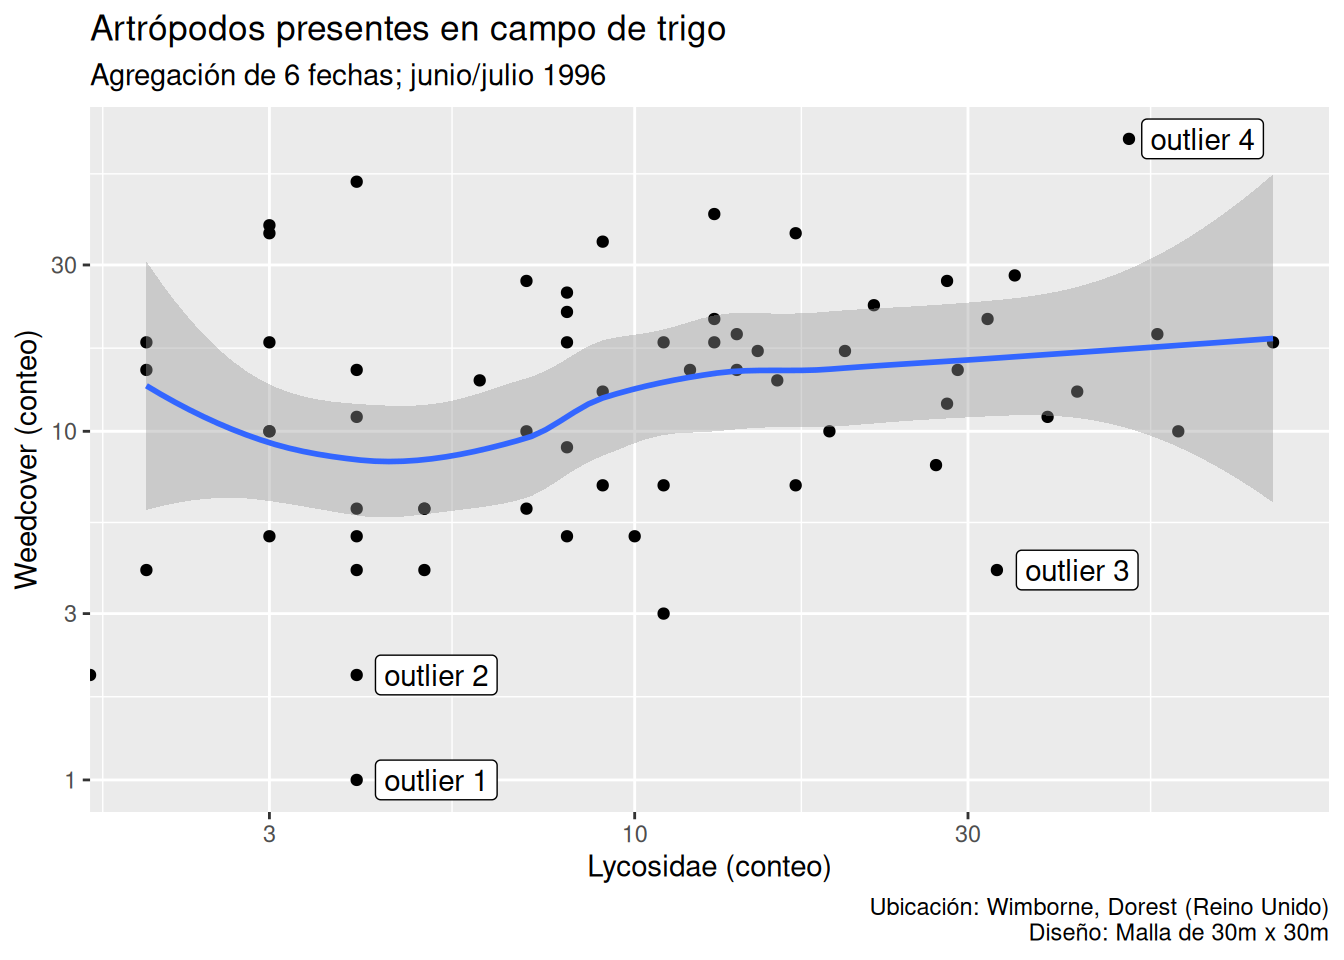 Artrópodos presentes en campo de trigo
Agregación de 6 fechas; junio/julio 1996
outlier 4
30
10
outlier 3
3
outlier 2
1
outlier 1
Weedcover (conteo)
3 10 30
Lycosidae (conteo)
Ubicación: Wimborne, Dorest (Reino Unido)
Diseño: Malla de 30m x 30m